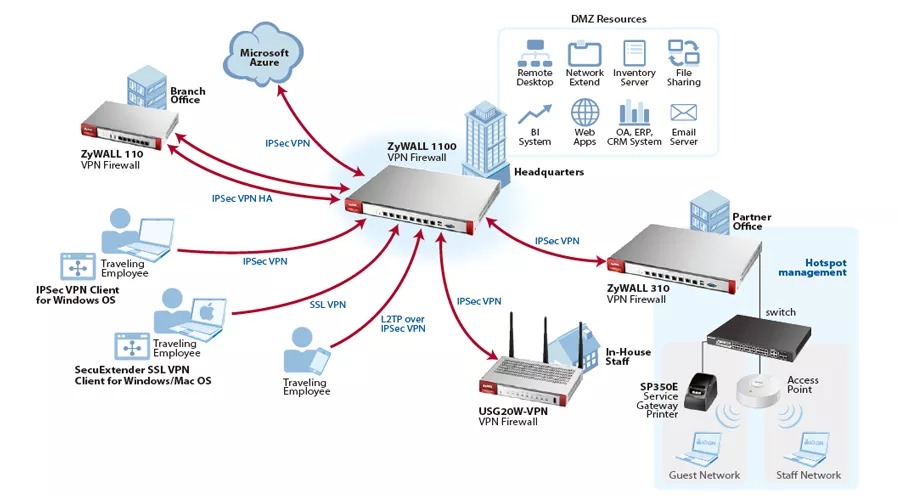 DMZ Resources
Microsoft
Azure
Remote
Desktop
Network
Extend
Inventory
Server
File
Sharing
BI
System
Web
Apps
OA, ERP,
CRM System
Email
Server
Branch
Office
ZyWALL 110
VPN Firewall
IPSec VPN
ZyWALL 1100
VPN Firewall
Headquarters
IPSec VPN HA
Traveling
Employee
IPSec VPN Client
for Windows OS
IPSec VPN
IPSec VPN
Partner
Office
ZyWALL 310
VPN Firewall
Hotspot
management
switch
Traveling
Employee
SecuExtender SSL VPN
Client for Windows/Mac OS
SSL VPN
L2TP over
IPSec VPN
Traveling
Employee
IPSec VPN
In-House
Staff
USG20W-VPN
VPN Firewall
SP350E
Service
Gateway
Printer
Access
Point
Guest Network
Staff Network